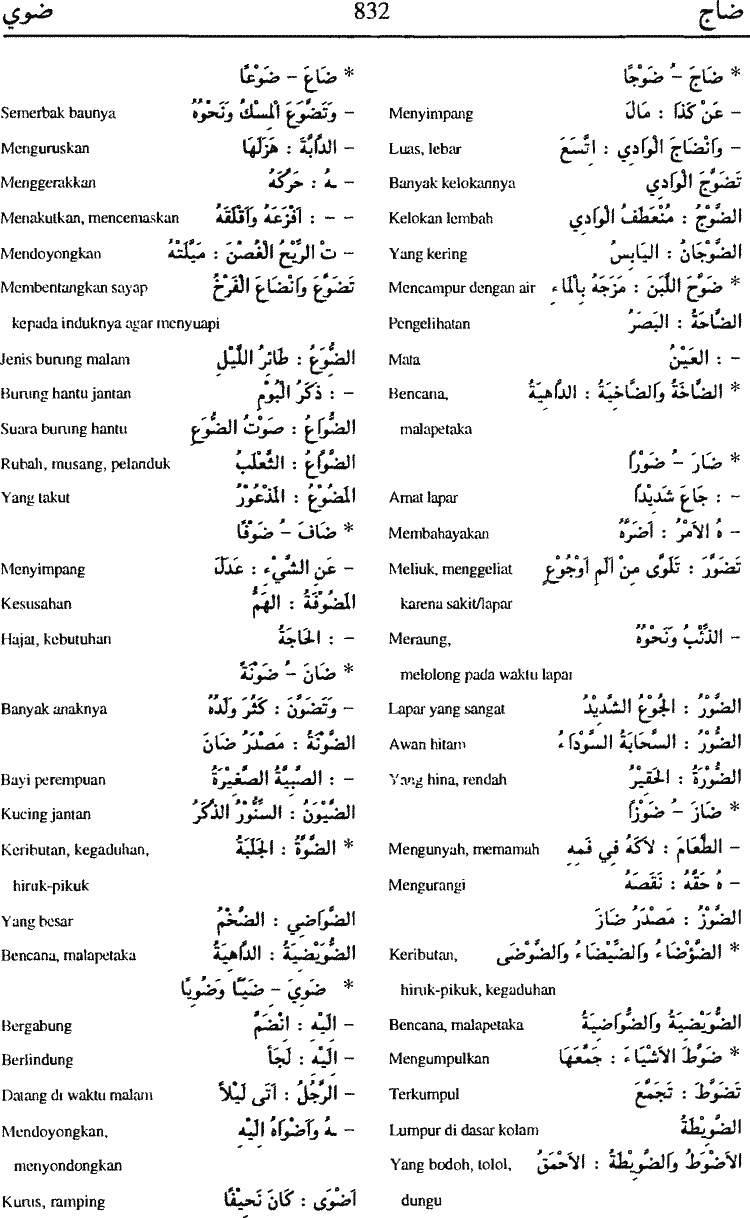 ضاج 832 ضوي
* ضَاجَ – ُ ضَوْجًا
– عَنْ كَذَا : مَالَ Menyimpang
– وَانْضَاجَ الْوَادِي : اتَّسَعَ Luas, lebar
تَضَوَّجَ الْوَادِي Banyak kelokannya
الضَّوْجُ : مُنْعَطَفُ الْوَادِي Kelokan lembah
الضَّوْجَانُ : اليَابِسُ Yang kering
* ضَوَّحَ اللَّبَنَ : مَزَجَهُ بِالْمَاءِ Mencampur dengan air
الضَّاحَةُ : البَصَرُ Pengelihatan
– : العَيْنُ Mata
* الضَّاخَةُ وَالضَّاخِيَةُ : الدَّاهِيَةُ Bencana,
malapetaka
* ضَارَ – ُ ضَوْرًا
– : جَاعَ شَدِيْدًا Amat lapar
– هُ الأَمْرُ : أَضَرَّهُ Membahayakan
تَضَوَّرَ : تَلَوَّى مِنْ أَلَمٍ أَوْجُوْعٍ Meliuk, menggeliat
karena sakit/lapar
– الذِّئْبُ وَنَحْوُهُ Meraung,
melolong pada waktu lapar
الضَّوْرُ : الْجُوْعُ الشَّدِيْدُ Lapar yang sangat
الضَّوْرُ : السَّحَابَةُ السَّوْدَاءُ Awan hitam
الضُّوْرَةُ : الْحَقِيْرُ Yang hina, rendah
* ضَازَ – ُ ضَوْزًا
– الطَّعَامَ : لاَكَهُ فِي فَمِهِ Mengunyah, memamah
– هُ حَقَّهُ : نَقَصَهُ Mengurangi
الضَّوْزُ : مَصْدَرُ ضَازَ
* الضَّوْضَاءُ وَالضَّيْضَاءُ وَالضَّوْضَى Keributan,
hiruk-pikuk, kegaduhan
الضُّوَيْضِيَةُ وَالضُّوَاضِيَةُ Bencana, malapetaka
* ضَوَّطَ الأَشْيَاءَ : جَمَّعَهَا Mengumpulkan
تَضَوَّطَ : تَجَمَّعَ Terkumpul
الضَّوِيْطَةُ Lumpur di dasar kolam
الأَضْوَطُ وَالضَّوِيْطَةُ : الأَحْمَقُ Yang bodoh, tolol,
dungu
* ضَاعَ – ضَوْعًا
– وَتَضَوَّعَ الْمِسْكُ وَنَحْوُهُ Semerbak baunya
– الدَّابَّةَ : هَزَلَهَا Menguruskan
– ـهُ : حَرَّكَهُ Menggerakkan
– – : أَفْزَعَهُ وَأَقْلَقَهُ Menakutkan, mencemaskan
– تْ الرِّيْحُ الْغُصْنَ : مَيَّلَتْهُ Mendoyongkan
تَضَوَّعَ وَانْضَاعَ الْفَرْخُ Membentangkan sayap
kepada induknya agar menyuapi
الضُّوَعُ : طَائِرُ اللَّيْلِ Jenis burung malam
– : ذَكَرُ الْبُوْمِ Burung hantu jantan
الضُّوَاعُ : صَوْتُ الضُّوَعِ Suara burung hantu
الضَّوَّاعُ : الثَّعْلَبُ Rubah, musang, pelanduk
الْمَضُوْعُ : الْمَذْعُوْرُ Yang takut
* ضَافَ – ُ ضَوْفًا
– عَنِ الشَّيْءِ : عَدَلَ Menyimpang
الْمَضُوْفَةُ : الهَمُّ Kesusahan
– : الْحَاجَةُ Hajat, kebutuhan
* ضَانَ – ُ ضَوْنَةً
– وَتَضَوَّنَ : كَثُرَ وَلَدُهُ Banyak anaknya
الضَّوْنَةُ : مَصْدَرُ ضَانَ
– : الصَّبِيَّةُ الصَّغِيْرَةُ Bayi perempuan
الضَّيْوَنُ : السِّنَّوْرُ الذَّكَرُ Kucing jantan
* الضَّوَّةُ : الْجَلَبَةُ Keributan, kegaduhan,
hiruk-pikuk
الضُّوَاضِي : الضَّخْمُ Yang besar
الضُّوَيْضِيَةُ : الدَّاهِيَةُ Bencana, malapetaka
* ضَوِيَ – ضَيًّا وَضُوِيًّا
– اِلَيْهِ : انْضَمَّ Bergabung
– اِلَيْهِ : لَجَأَ Berlindung
– الرَّجُلُ : أَتَى لَيْلاً Datang di waktu malam
– ـهُ وَأَضْوَاهُ اِلَيْهِ Mendoyongkan,
menyondongkan
أَضْوَى : كَانَ نَحِيْفًا Kurus, ramping